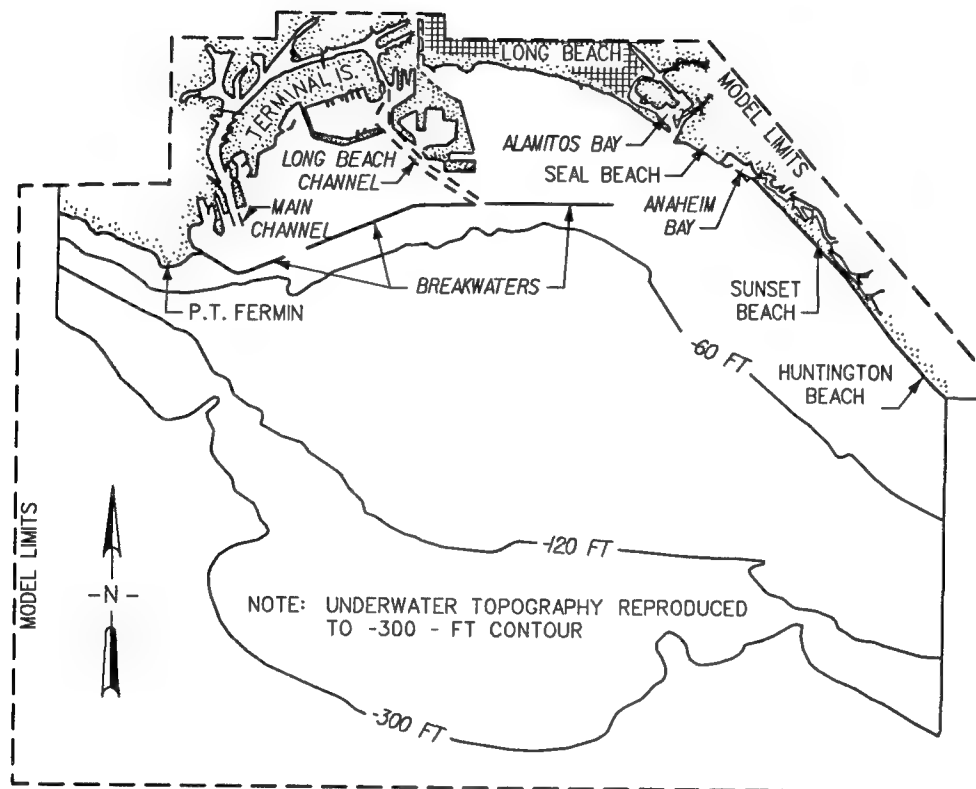 LONG BEACH
TERMINAL IS.
MODEL LIMITS
LONG BEACH
CHANNEL
ALAMITOS BAY
SEAL BEACH
MAIN
CHANNEL
ANAHEIM
BAY
BREAKWATERS
P.T. FERMIN
SUNSET
BEACH
-60 FT
HUNTINGTON
BEACH
MODEL LIMITS
-N-
-120 FT
NOTE: UNDERWATER TOPOGRAPHY REPRODUCED
TO -300 - FT CONTOUR
-300 FT